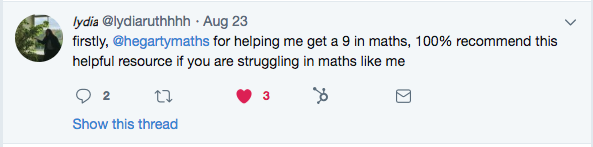 lydia @lydiaruthhhh · Aug 23
firstly, @hegartymaths for helping me get a 9 in maths, 100% recommend this
helpful resource if you are struggling in maths like me
2 3
Show this thread